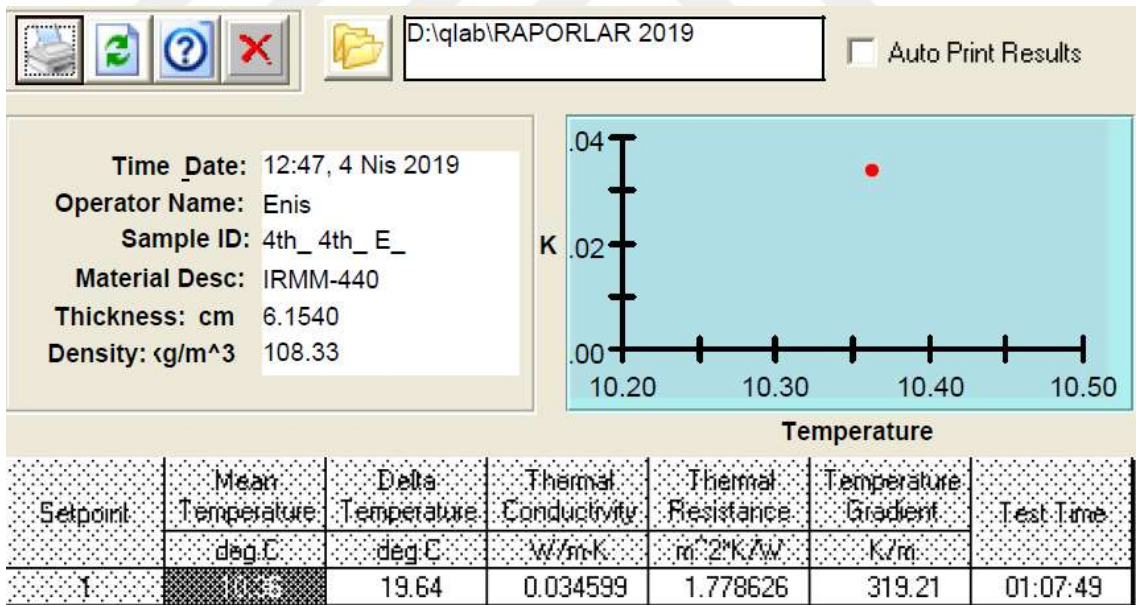 D:\qlab\RAPORLAR 2019
Auto Print Results
Time_Date: 12:47, 4 Nis 2019
Operator Name: Enis
Sample ID: 4th_ 4th_ E_
Material Desc: IRMM-440
Thickness: cm 6.1540
Density: kg/m^3 108.33
.04
K .02
.00
10.20 10.30 10.40 10.50
Temperature
Setpoint Mean Temperature Delta Temperature Thermal Conductivity Thermal Resistance Temperature Gradient Test Time
deg.C deg C W/m-K m^2*K/W K/m
1 10.36 19.64 0.034599 1.778626 319.21 01:07:49